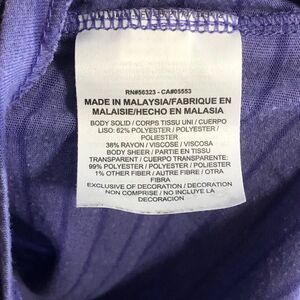 RN#56323 - CA#05553
MADE IN MALAYSIA/FABRIQUE EN
MALAISIE/HECHO EN MALASIA
BODY SOLID / CORPS TISSU UNI / CUERPO
LISO: 62% POLYESTER / POLYESTER /
POLIESTER
38% RAYON / VISCOSE / VISCOSA
BODY SHEER / PARTIE EN TISSU
TRANSPARENT / CUERPO TRANSPARENTE:
99% POLYESTER / POLYESTER / POLIESTER
1% OTHER FIBER / AUTRE FIBRE / OTRA
FIBRA
EXCLUSIVE OF DECORATION / DECORATION
NON COMPRISE / NO INCLUYE LA
DECORACION